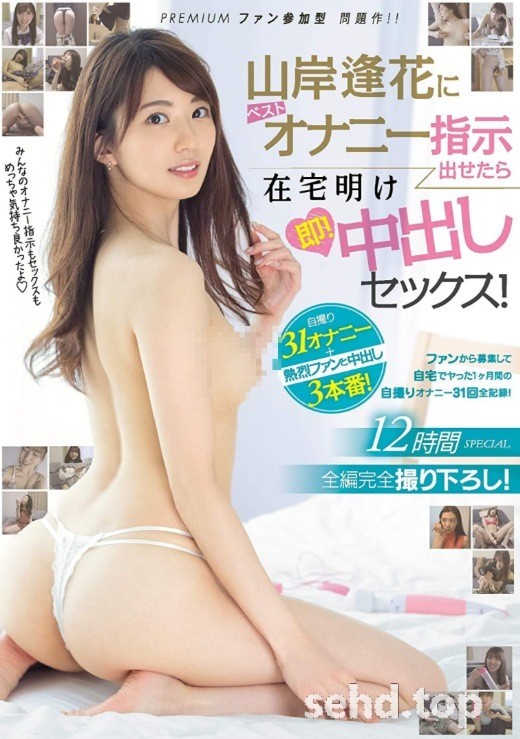 PREMIUM ファン参加型 問題作!!
山岸逢花に
ベスト
オナニー指示
出せたら
在宅明け
即!中出し
セックス!
みんなのオナニー指示もセックスも
めっちゃ気持ち良かったよ♡
自撮り
31オナニー
+
熱烈ファンと中出し
3本番!
ファンから募集して
自宅でヤった1ヶ月間の
自撮りオナニー31回全記録!
12時間 SPECIAL
全編完全撮り下ろし!
sehd.top